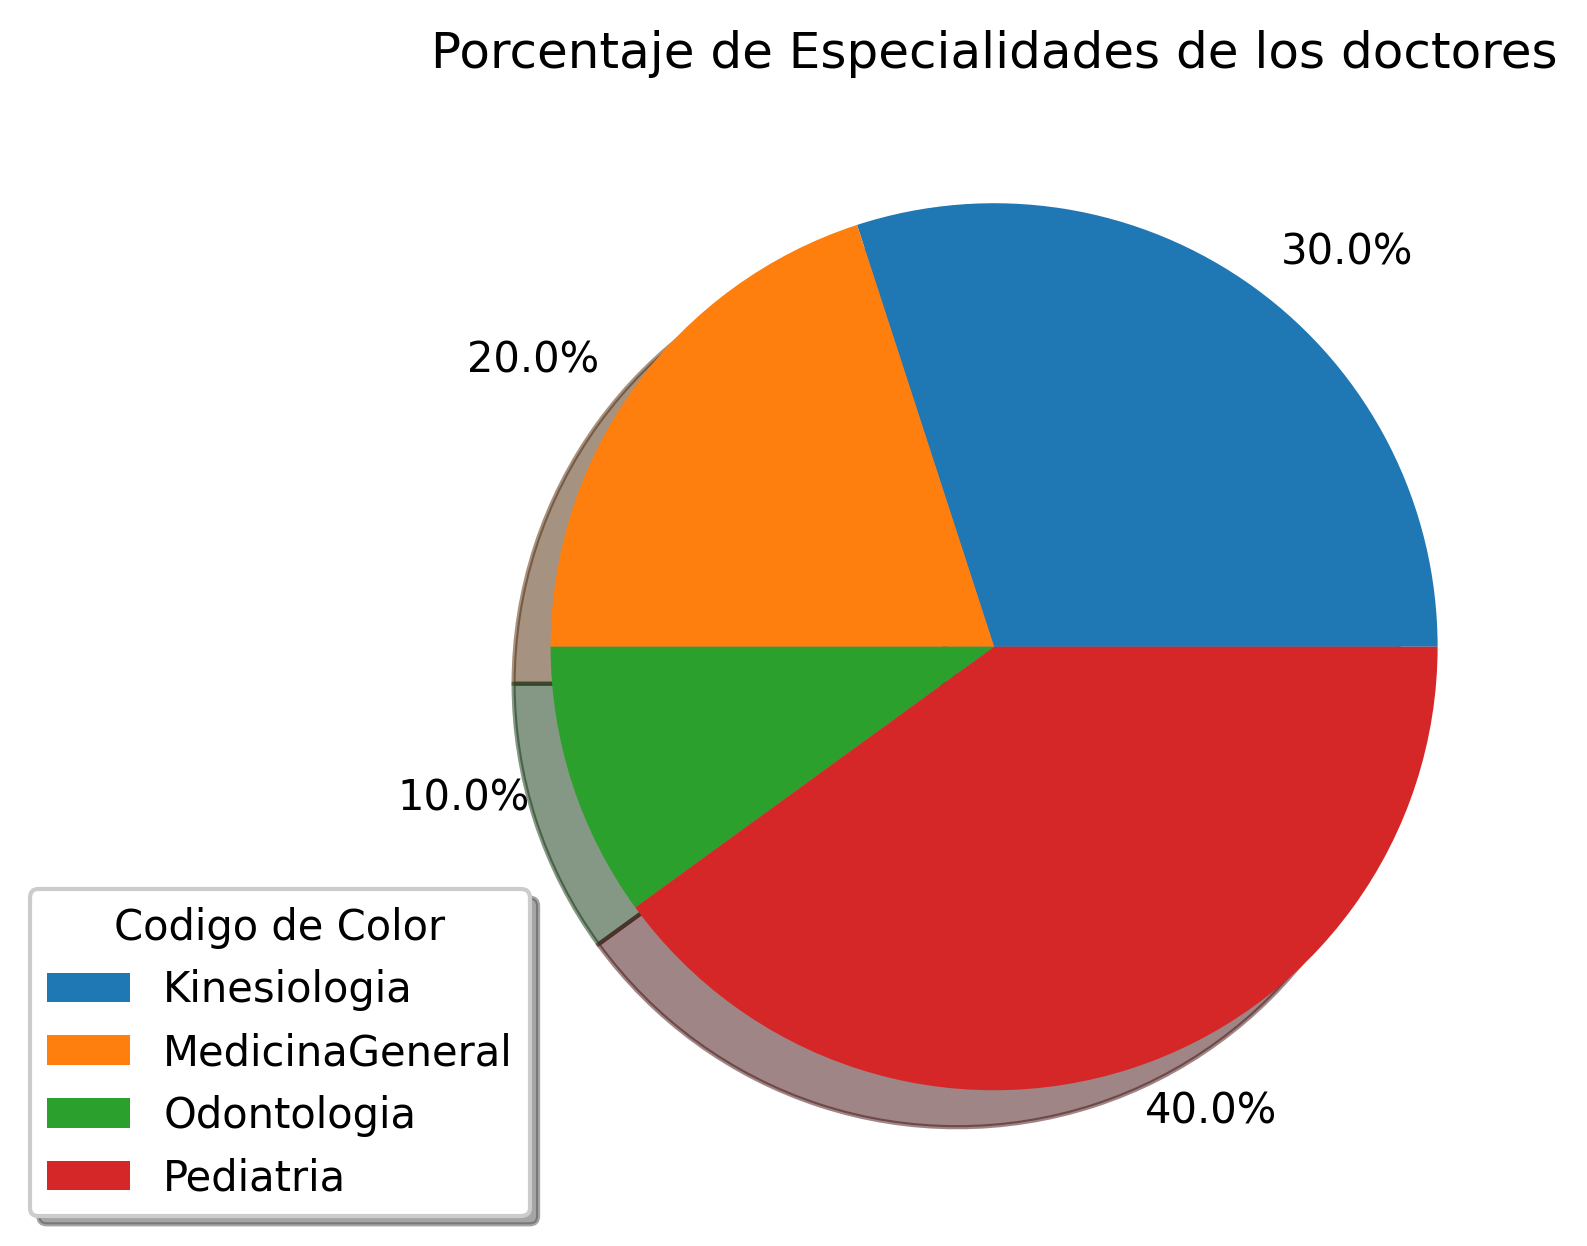 Porcentaje de Especialidades de los doctores
30.0%
20.0%
10.0%
40.0%
Codigo de Color
Kinesiologia
MedicinaGeneral
Odontologia
Pediatria